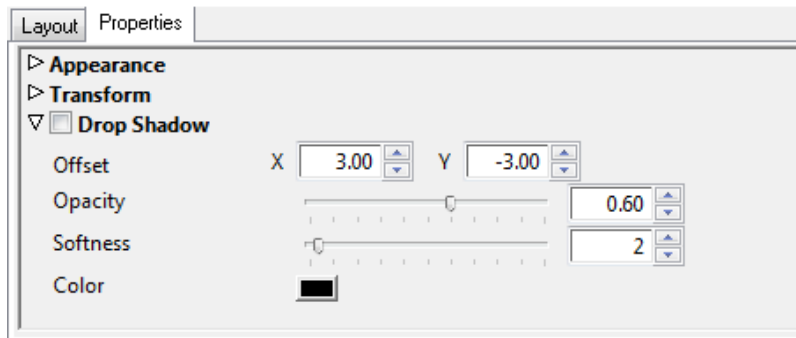 Layout Properties
Appearance
Transform
Drop Shadow
Offset X 3.00 Y -3.00
Opacity 0.60
Softness 2
Color